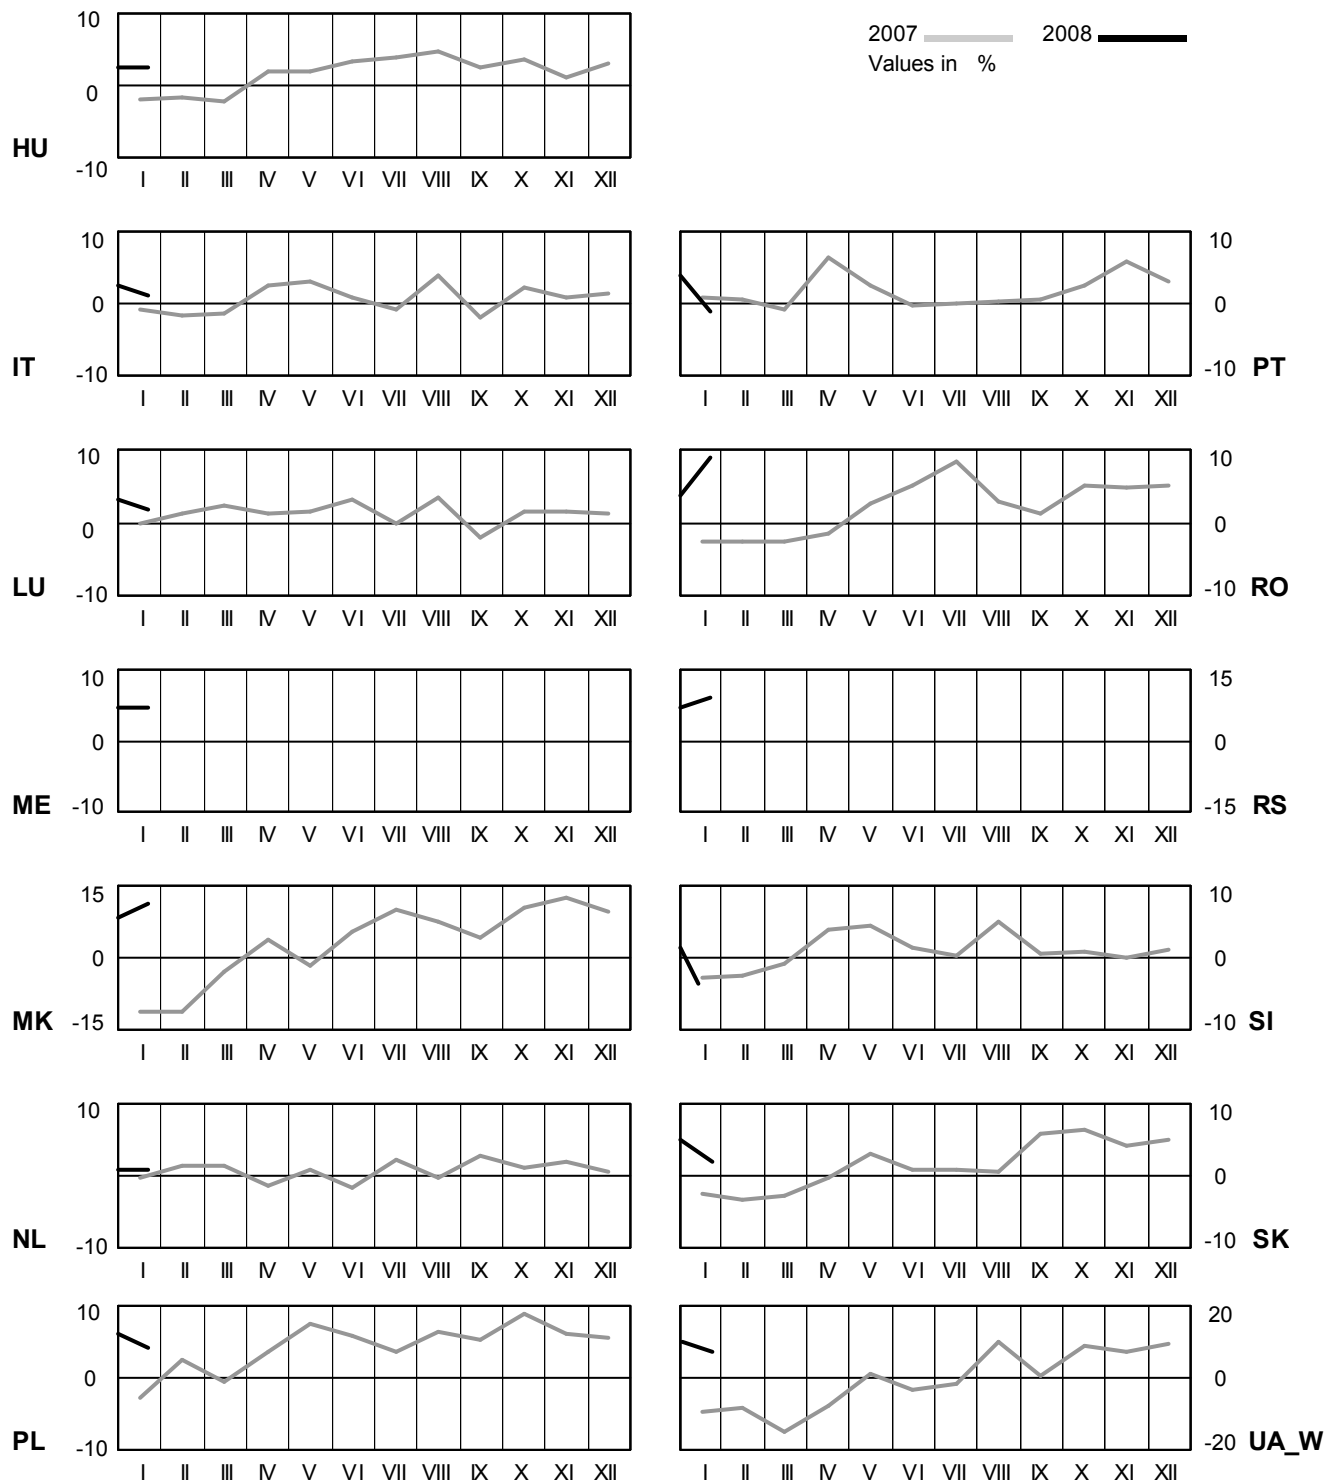 10
0
HU
-10
I II III IV V VI VII VIII IX X XI XII
2007 2008
Values in %
10
0
IT
-10
I II III IV V VI VII VIII IX X XI XII
10
0
-10 PT
I II III IV V VI VII VIII IX X XI XII
10
0
LU
-10
I II III IV V VI VII VIII IX X XI XII
10
0
-10 RO
I II III IV V VI VII VIII IX X XI XII
10
0
ME -10
I II III IV V VI VII VIII IX X XI XII
15
0
-15 RS
I II III IV V VI VII VIII IX X XI XII
15
0
MK -15
I II III IV V VI VII VIII IX X XI XII
10
0
-10 SI
I II III IV V VI VII VIII IX X XI XII
10
0
NL -10
I II III IV V VI VII VIII IX X XI XII
10
0
-10 SK
I II III IV V VI VII VIII IX X XI XII
10
0
PL -10
I II III IV V VI VII VIII IX X XI XII
20
0
-20 UA_W
I II III IV V VI VII VIII IX X XI XII